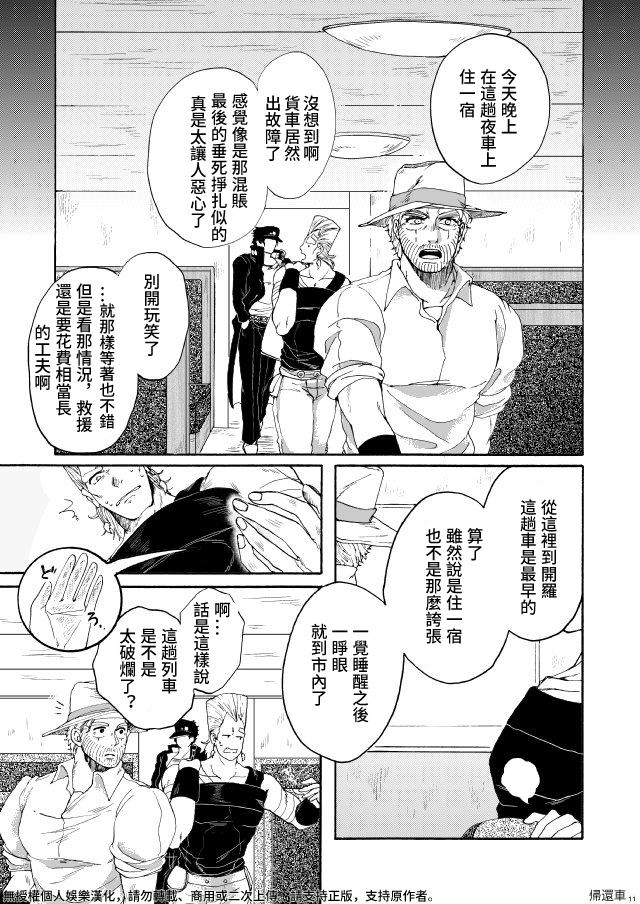 今天晚上
在這趟夜車上
住一宿
沒想到啊
貨車居然
出故障了
感覺像是那混賬
最後的垂死掙扎似的
真是太讓人惡心了
別開玩笑了
…就那樣等著也不錯
但是看那情況，救援
還是要花費相當長
的工夫啊
從這裡到開羅
這趟車是最早的
算了
雖然說是住一宿
也不是那麼誇張
一覺睡醒之後
一睜眼
就到市內了
ど
ろ
啊…
話是這樣說
這趟列車
是不是
太破爛了？
無授權個人娛樂漢化，請勿轉載、商用或二次上傳，請支持正版，支持原作者。
帰還車 11